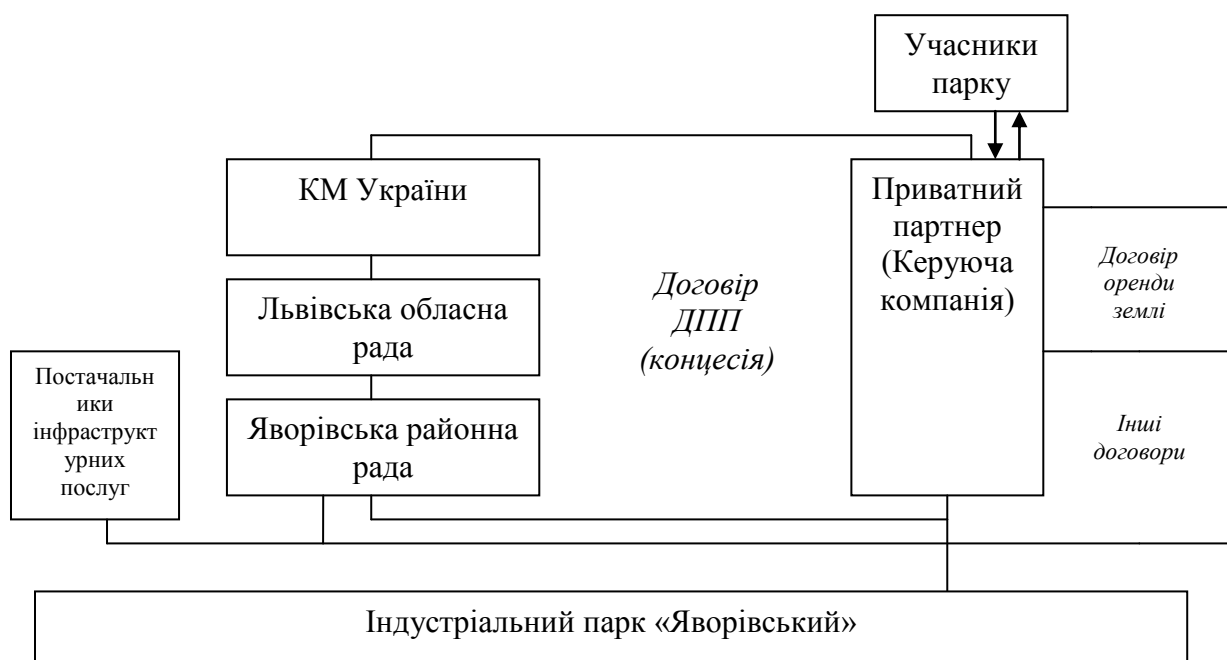 Учасники
парку
КМ України
Приватний
партнер
(Керуюча
компанія)
Договір
оренди
землі
Договір
ДПП
(концесія)
Львівська обласна
рада
Постачальн
ики
інфраструкт
урних
послуг
Яворівська районна
рада
Інші
договори
Індустріальний парк «Яворівський»